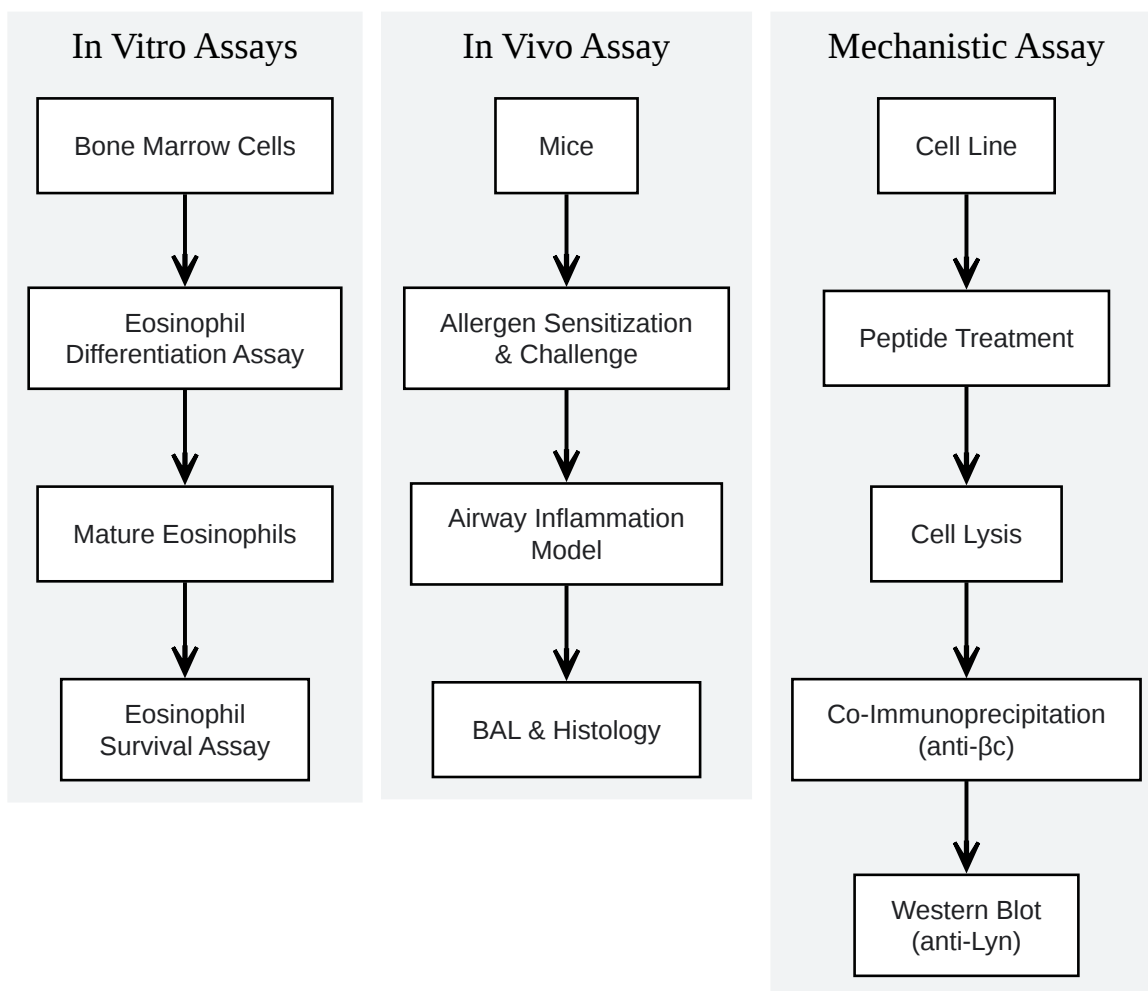 In Vitro Assays
Bone Marrow Cells
Eosinophil
Differentiation Assay
Mature Eosinophils
Eosinophil
Survival Assay
In Vivo Assay
Mice
Allergen Sensitization
& Challenge
Airway Inflammation
Model
BAL & Histology
Mechanistic Assay
Cell Line
Peptide Treatment
Cell Lysis
Co-Immunoprecipitation
(anti-βc)
Western Blot
(anti-Lyn)